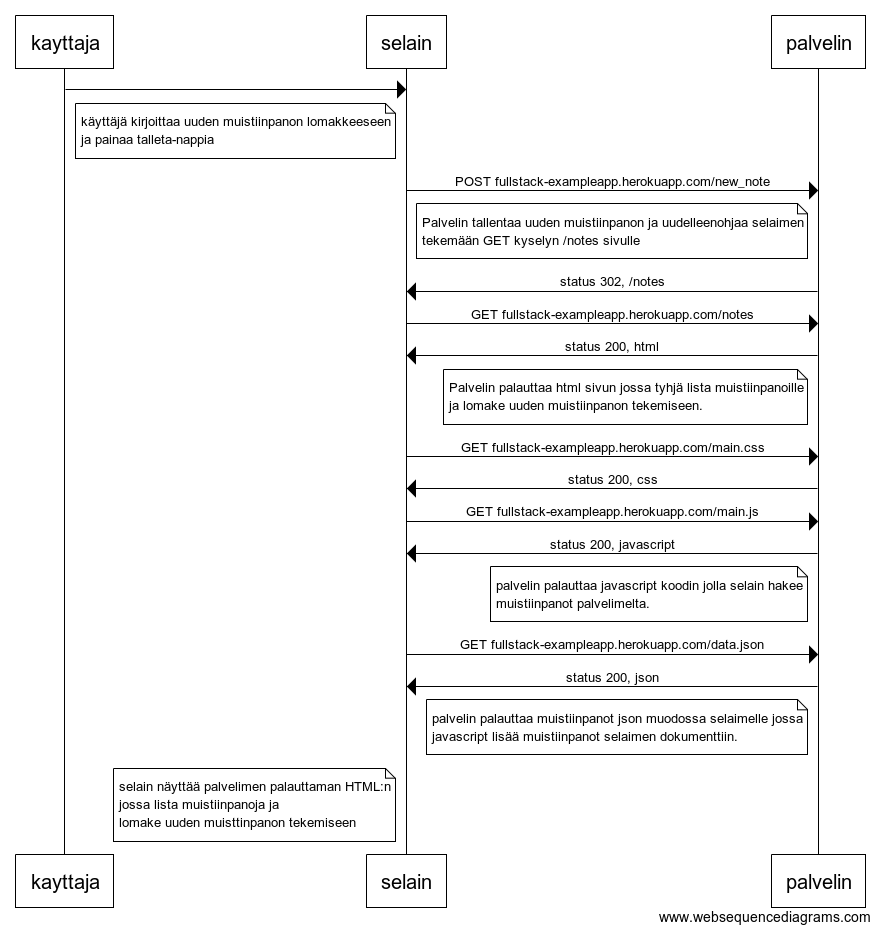 kayttaja
selain
palvelin
käyttäjä kirjoittaa uuden muistiinpanon lomakkeeseen
ja painaa talleta-nappia
POST fullstack-exampleapp.herokuapp.com/new_note
Palvelin tallentaa uuden muistiinpanon ja uudelleenohjaa selaimen
tekemään GET kyselyn /notes sivulle
status 302, /notes
GET fullstack-exampleapp.herokuapp.com/notes
status 200, html
Palvelin palauttaa html sivun jossa tyhjä lista muistiinpanoille
ja lomake uuden muistiinpanon tekemiseen.
GET fullstack-exampleapp.herokuapp.com/main.css
status 200, css
GET fullstack-exampleapp.herokuapp.com/main.js
status 200, javascript
palvelin palauttaa javascript koodin jolla selain hakee
muistiinpanot palvelimelta.
GET fullstack-exampleapp.herokuapp.com/data.json
status 200, json
palvelin palauttaa muistiinpanot json muodossa selaimelle jossa
javascript lisää muistiinpanot selaimen dokumenttiin.
selain näyttää palvelimen palauttaman HTML:n
jossa lista muistiinpanoja ja
lomake uuden muisttinpanon tekemiseen
kayttaja
selain
palvelin
www.websequencediagrams.com